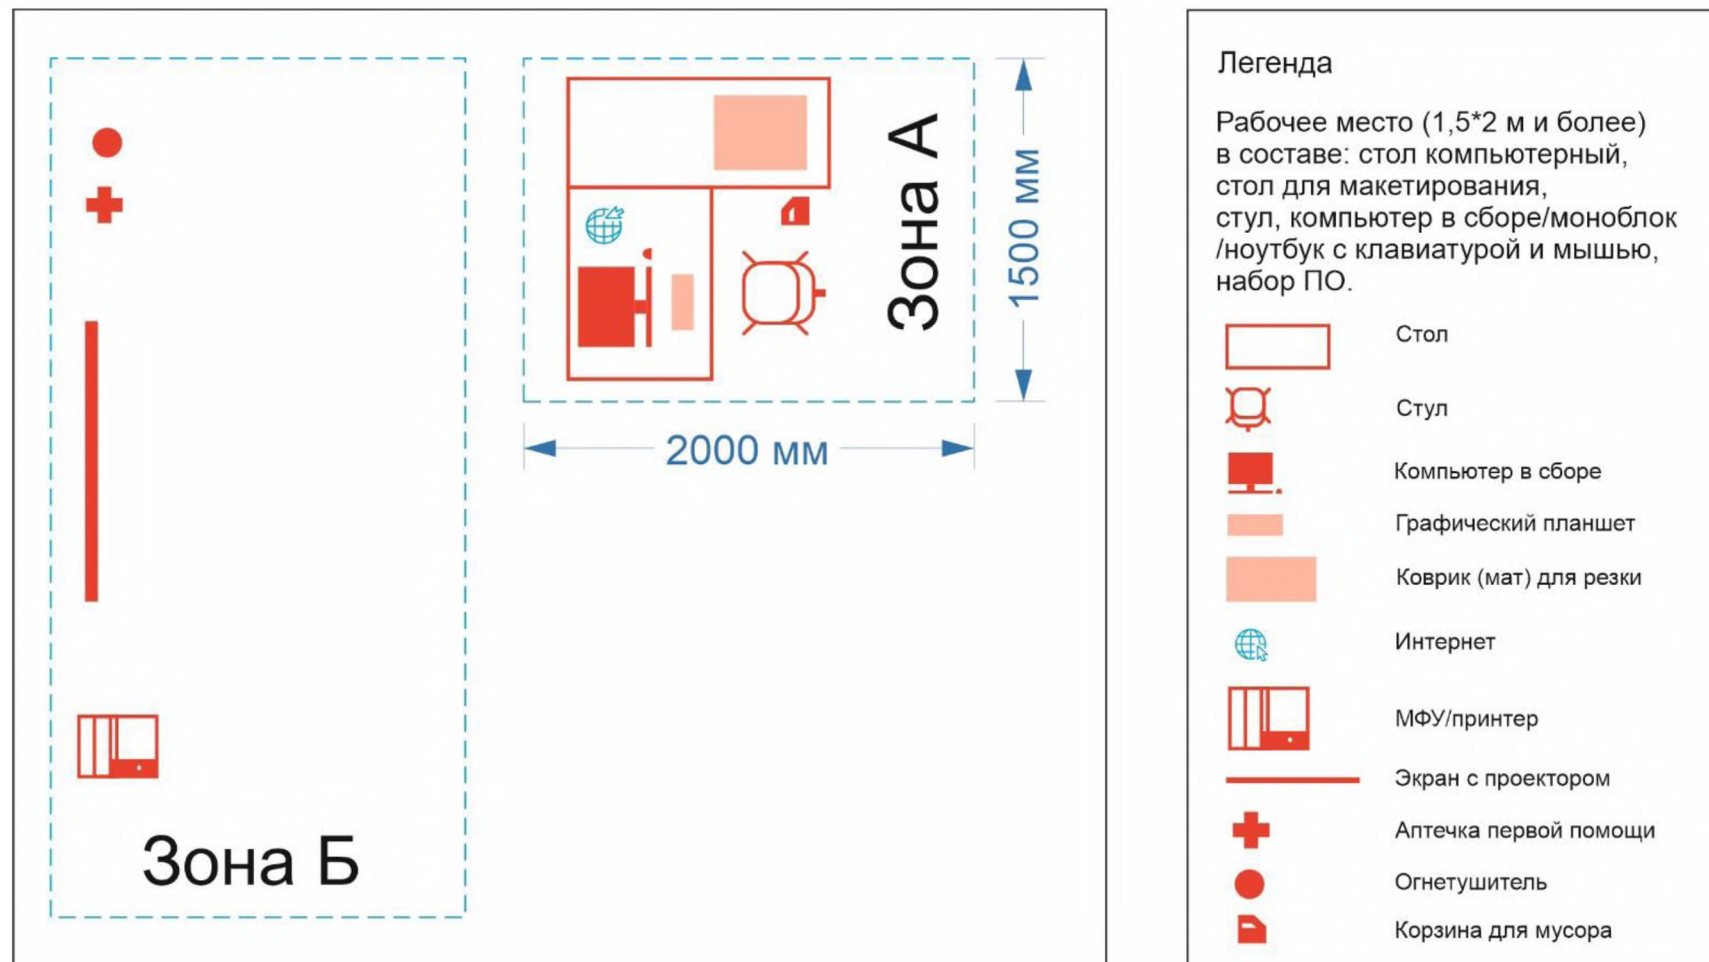 Зона А
1500 мм
2000 мм
Зона Б
Легенда
Рабочее место (1,5*2 м и более)
в составе: стол компьютерный,
стол для макетирования,
стул, компьютер в сборе/моноблок
/ноутбук с клавиатурой и мышью,
набор ПО.
Стол
Стул
Компьютер в сборе
Графический планшет
Коврик (мат) для резки
Интернет
МФУ/принтер
Экран с проектором
Аптечка первой помощи
Огнетушитель
Корзина для мусора